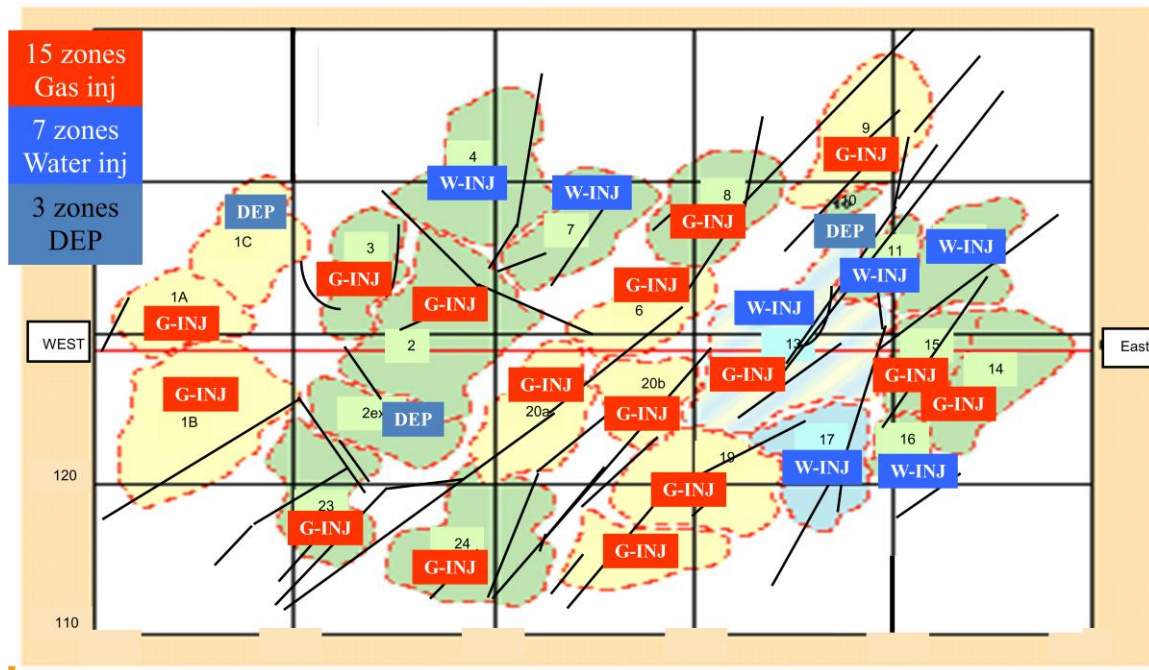 15 zones
Gas inj
7 zones
Water inj
3 zones
DEP
9
G-INJ
4
W-INJ
W-INJ
8
10
DEP
1C
G-INJ
DEP
7
11
W-INJ
3
G-INJ
W-INJ
1A
G-INJ
G-INJ
6
W-INJ
G-INJ
WEST
2
13
15
East
14
G-INJ
G-INJ
G-INJ
20b
G-INJ
1B
2ex
DEP
20a
G-INJ
G-INJ
17
16
19
W-INJ
W-INJ
120
G-INJ
23
G-INJ
24
G-INJ
G-INJ
110